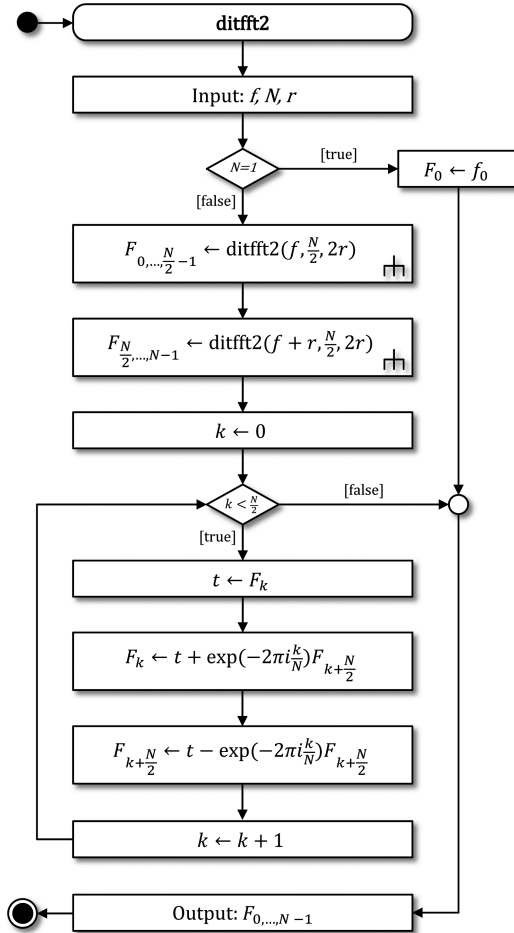 ditfft2
Input: f, N, r
N=1
[true]
F₀ ← f₀
[false]
F_{0,...,N/2−1} ← ditfft2(f, N/2, 2r)
F_{N/2,...,N−1} ← ditfft2(f + r, N/2, 2r)
k ← 0
k < N/2
[false]
[true]
t ← F_k
F_k ← t + exp(−2πi k/N)F_{k+N/2}
F_{k+N/2} ← t − exp(−2πi k/N)F_{k+N/2}
k ← k + 1
Output: F_{0,...,N−1}